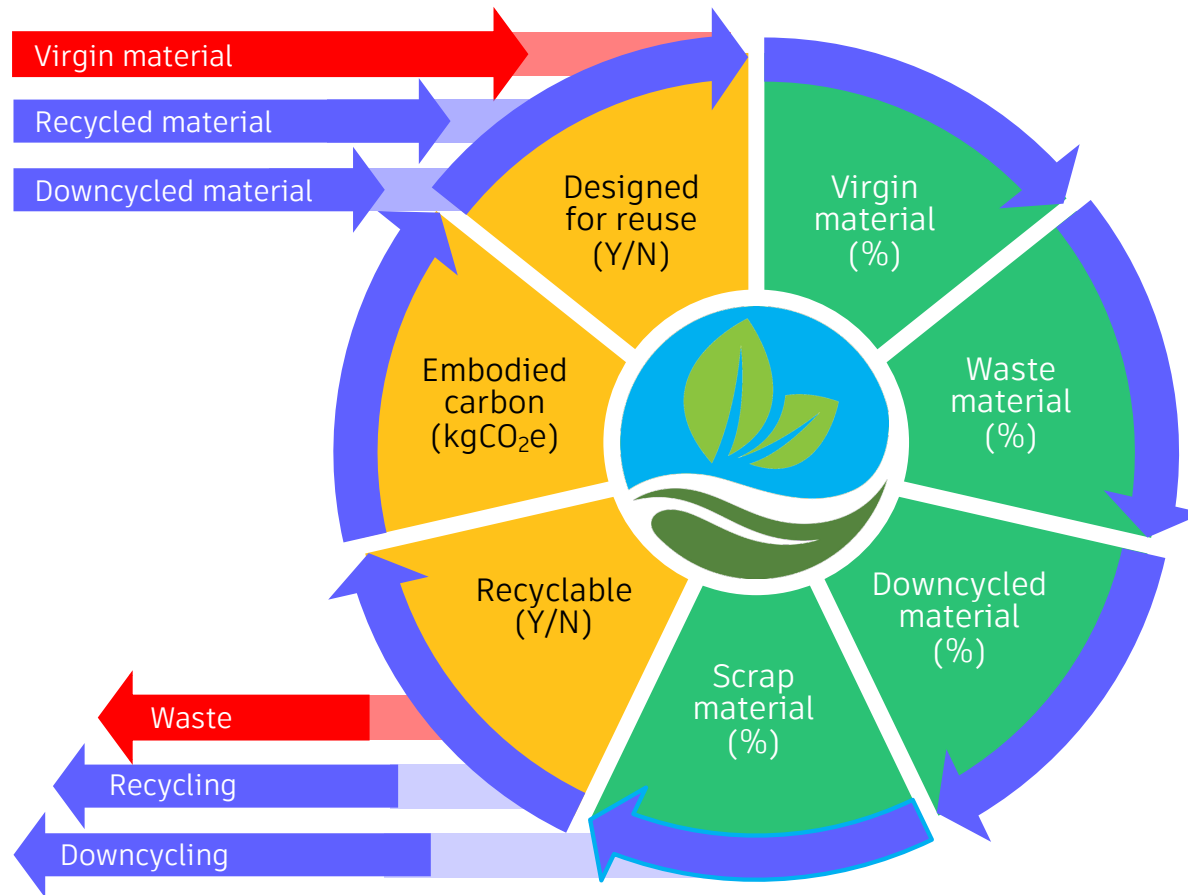 Virgin material
Recycled material
Downcycled material
Designed
for reuse
(Y/N)
Virgin
material
(%)
Embodied
carbon
(kgCO₂e)
Waste
material
(%)
Recyclable
(Y/N)
Downcycled
material
(%)
Scrap
material
(%)
Waste
Recycling
Downcycling